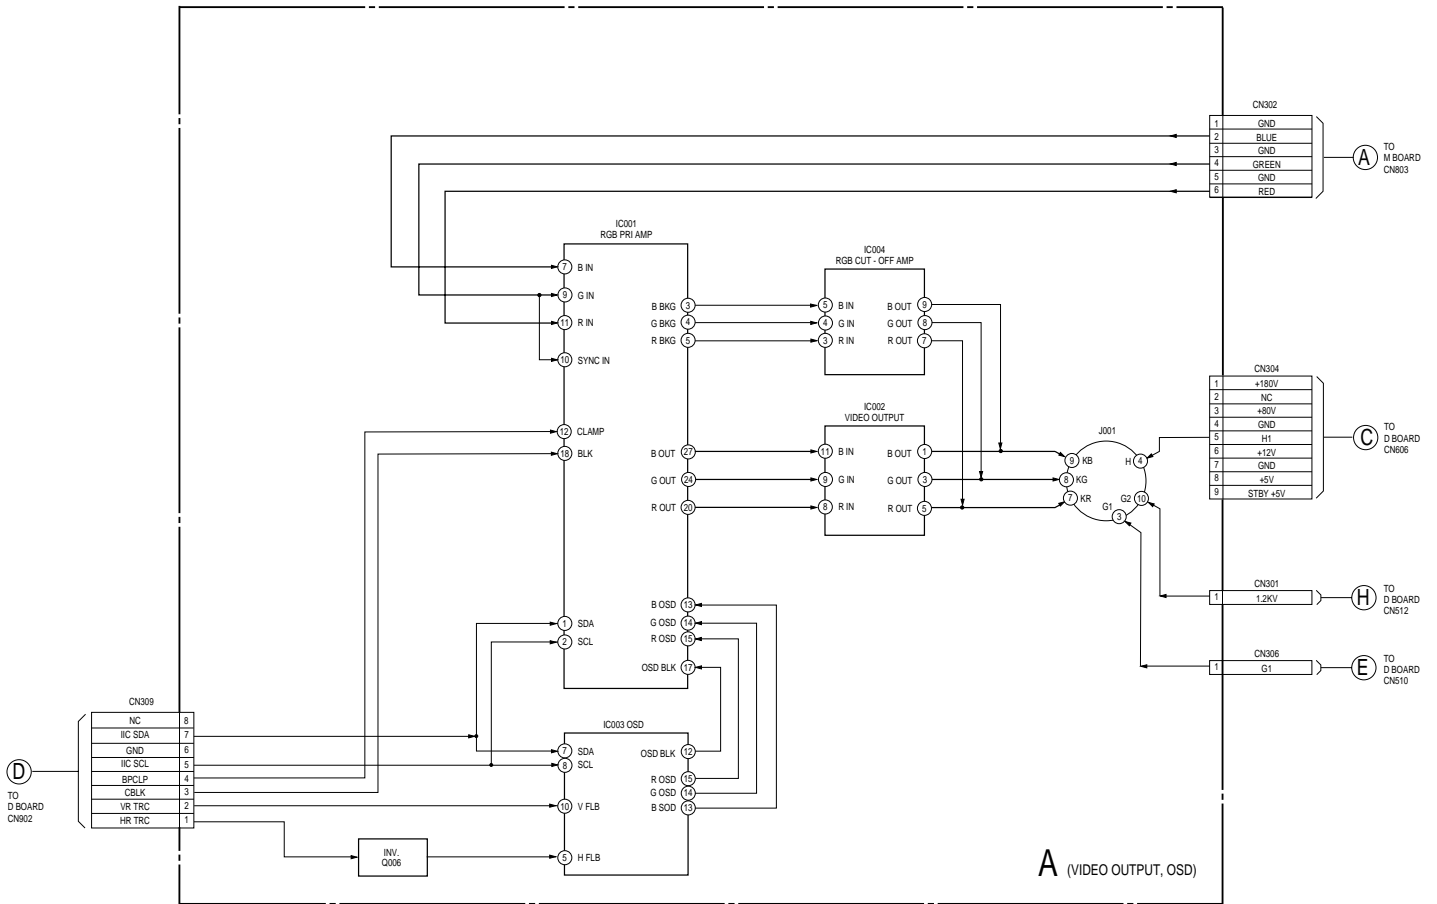 CN302
1 GND
2 BLUE
3 GND
4 GREEN
5 GND
6 RED
A
TO
M BOARD
CN803
IC001
RGB PRI AMP
7 B IN
9 G IN
11 R IN
10 SYNC IN
12 CLAMP
18 BLK
1 SDA
2 SCL
B BKG 3
G BKG 4
R BKG 5
B OUT 27
G OUT 24
R OUT 20
B OSD 13
G OSD 14
R OSD 15
OSD BLK 17
IC004
RGB CUT - OFF AMP
5 B IN
4 G IN
3 R IN
B OUT 9
G OUT 8
R OUT 7
IC002
VIDEO OUTPUT
11 B IN
9 G IN
8 R IN
B OUT 1
G OUT 3
R OUT 5
J001
9 KB
8 KG
7 KR
H 4
G2 10
G1 3
CN304
1 +180V
2 NC
3 +80V
4 GND
5 H1
6 +12V
7 GND
8 +5V
9 STBY +5V
C
TO
D BOARD
CN606
CN301
1 1.2KV
H
TO
D BOARD
CN512
CN306
1 G1
E
TO
D BOARD
CN510
CN309
NC 8
IIC SDA 7
GND 6
IIC SCL 5
BPCLP 4
CBLK 3
VR TRC 2
HR TRC 1
D
TO
D BOARD
CN902
IC003 OSD
7 SDA
8 SCL
10 V FLB
5 H FLB
OSD BLK 12
R OSD 15
G OSD 14
B SOD 13
INV.
Q006
A (VIDEO OUTPUT, OSD)